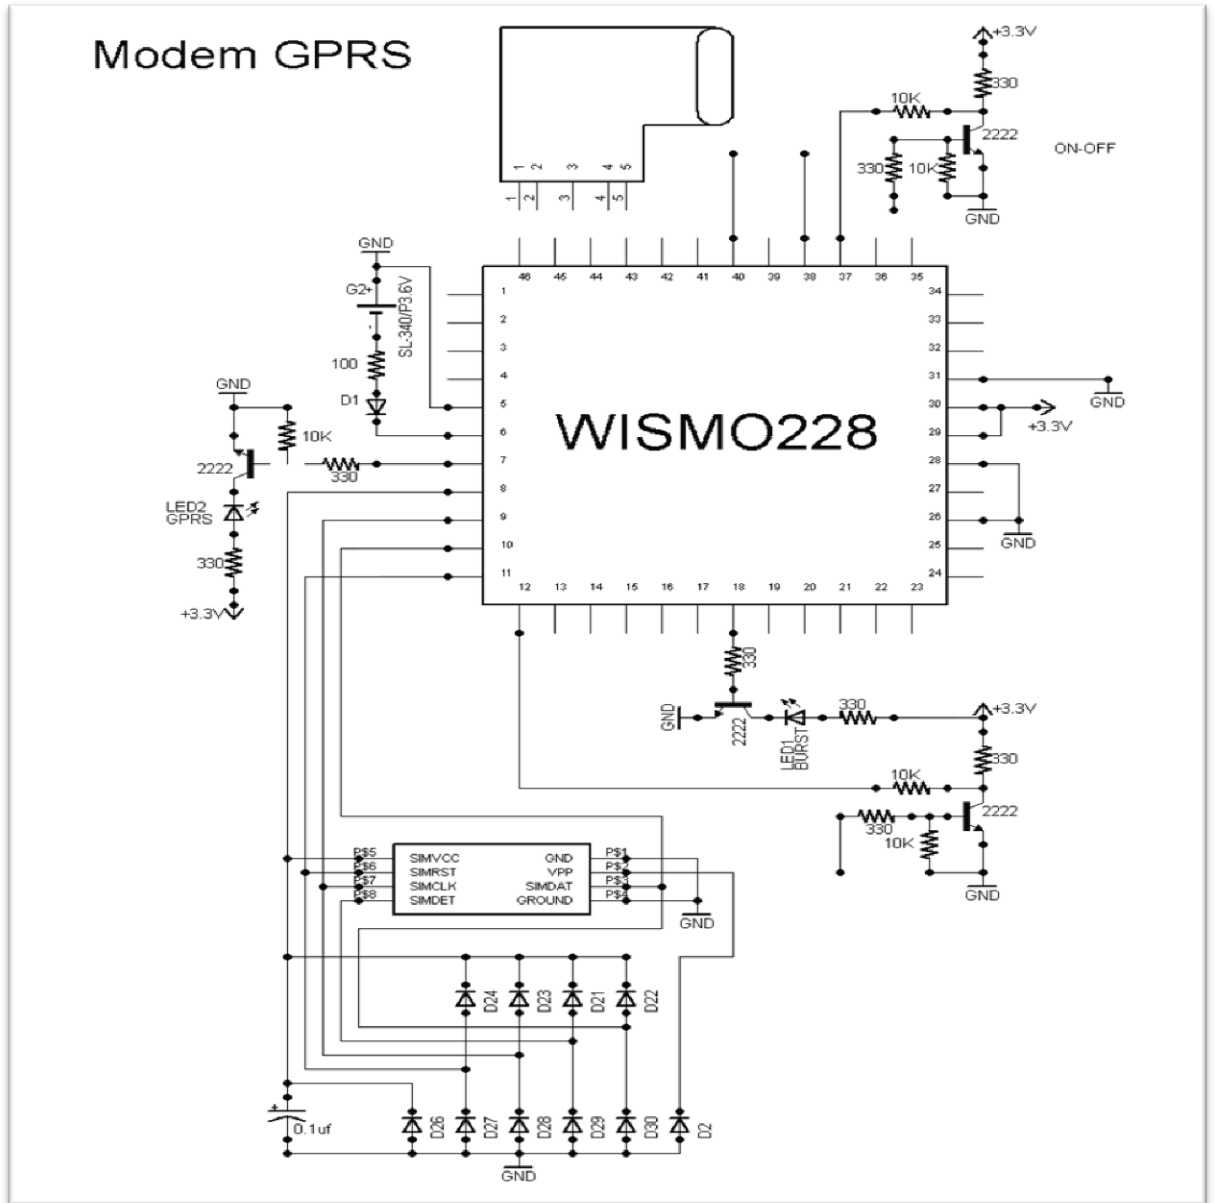 Modem GPRS
+3.3V
330
10K
2222
ON-OFF
330
10K
GND
1 2 3 4 5
1 2 3 4 5
GND
G2+
-
SL-340/P3.6V
100
D1
GND
10K
2222
330
LED2
GPRS
330
+3.3V
46 45 44 43 42 41 40 39 38 37 36 35
1
2
3
4
5
6
7
8
9
10
11
WISMO228
34
33
32
31
30
29
28
27
26
25
24
12 13 14 15 16 17 18 19 20 21 22 23
GND
+3.3V
GND
330
GND
2222
LED1
BURST
330
+3.3V
330
10K
2222
330
10K
GND
P$5 SIMVCC GND P$1
P$6 SIMRST VPP P$2
P$7 SIMCLK SIMDAT P$3
P$8 SIMDET GROUND P$4
GND
D24 D23 D21 D22
+
0.1uf
D26 D27 D28 D29 D30 D2
GND